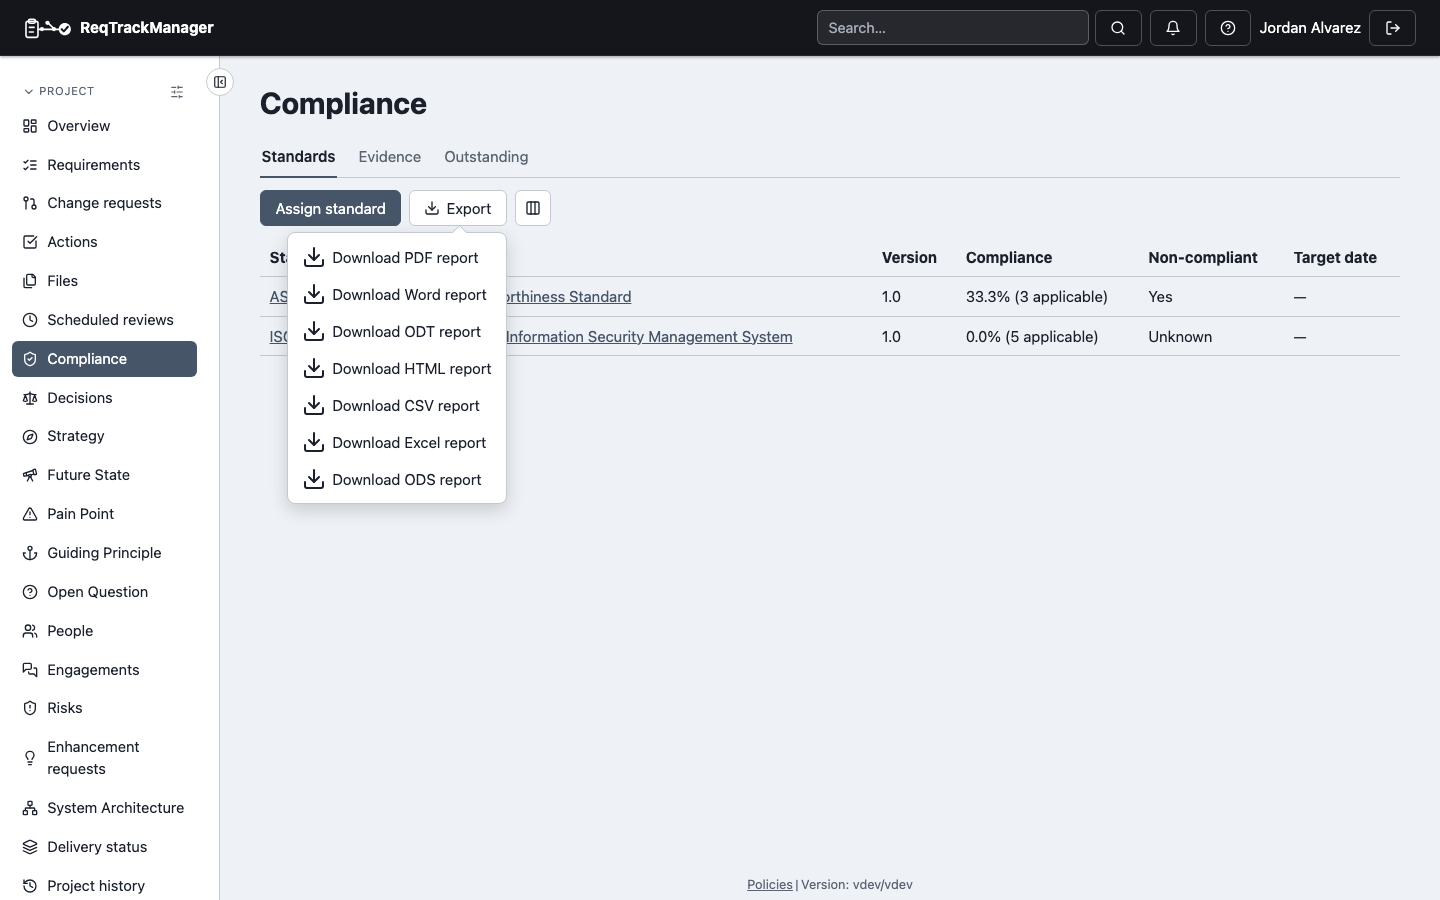 ReqTrackManager
Search...
Jordan Alvarez
PROJECT
Overview
Requirements
Change requests
Actions
Files
Scheduled reviews
Compliance
Decisions
Strategy
Future State
Pain Point
Guiding Principle
Open Question
People
Engagements
Risks
Enhancement
requests
System Architecture
Delivery status
Project history
Compliance
Standards Evidence Outstanding
Assign standard Export
Version Compliance Non-compliant Target date
Standard 1.0 33.3% (3 applicable) Yes —
Information Security Management System 1.0 0.0% (5 applicable) Unknown —
Download PDF report
Download Word report
Download ODT report
Download HTML report
Download CSV report
Download Excel report
Download ODS report
Policies | Version: vdev/vdev